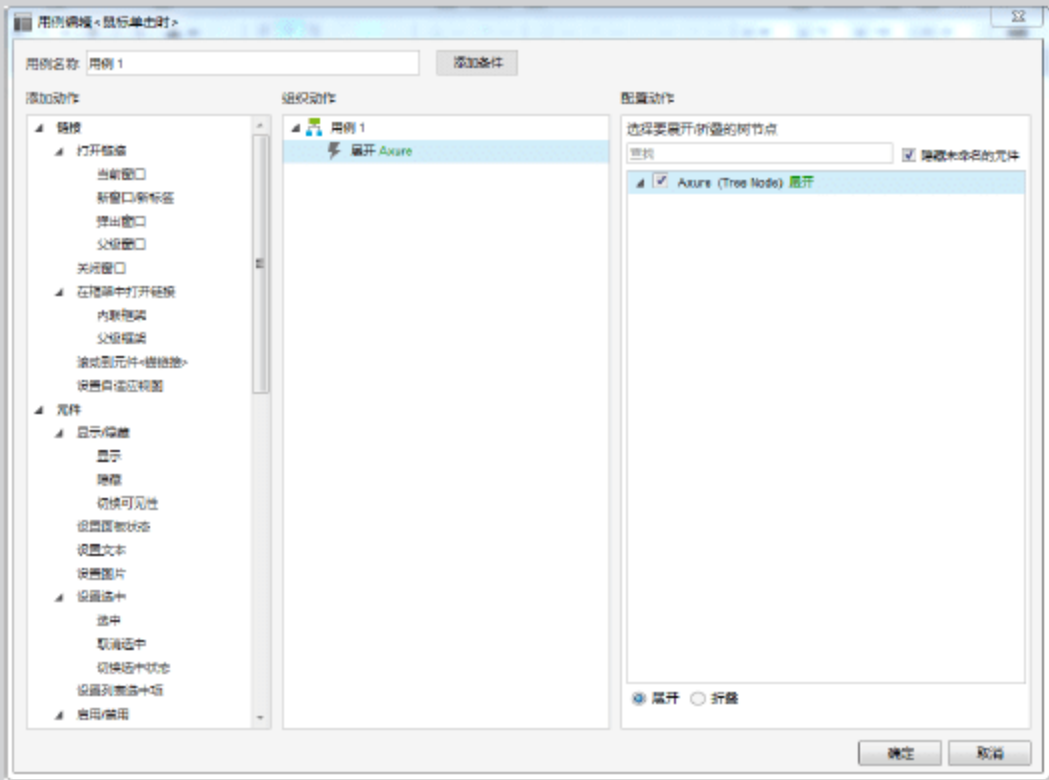 用例编辑<鼠标单击时>
用例名称 用例 1
添加条件
添加动作
链接
打开链接
当前窗口
新窗口/新标签
弹出窗口
父级窗口
关闭窗口
在框架中打开链接
内联框架
父级框架
滚动到元件<锚链接>
设置自适应视图
元件
显示/隐藏
显示
隐藏
切换可见性
设置面板状态
设置文本
设置图片
设置选中
选中
取消选中
切换选中状态
设置列表选中项
启用/禁用
组织动作
用例 1
展开 Axure
配置动作
选择要展开/折叠的树节点
查找
隐藏未命名的元件
Axure (Tree Node) 展开
展开 折叠
确定 取消